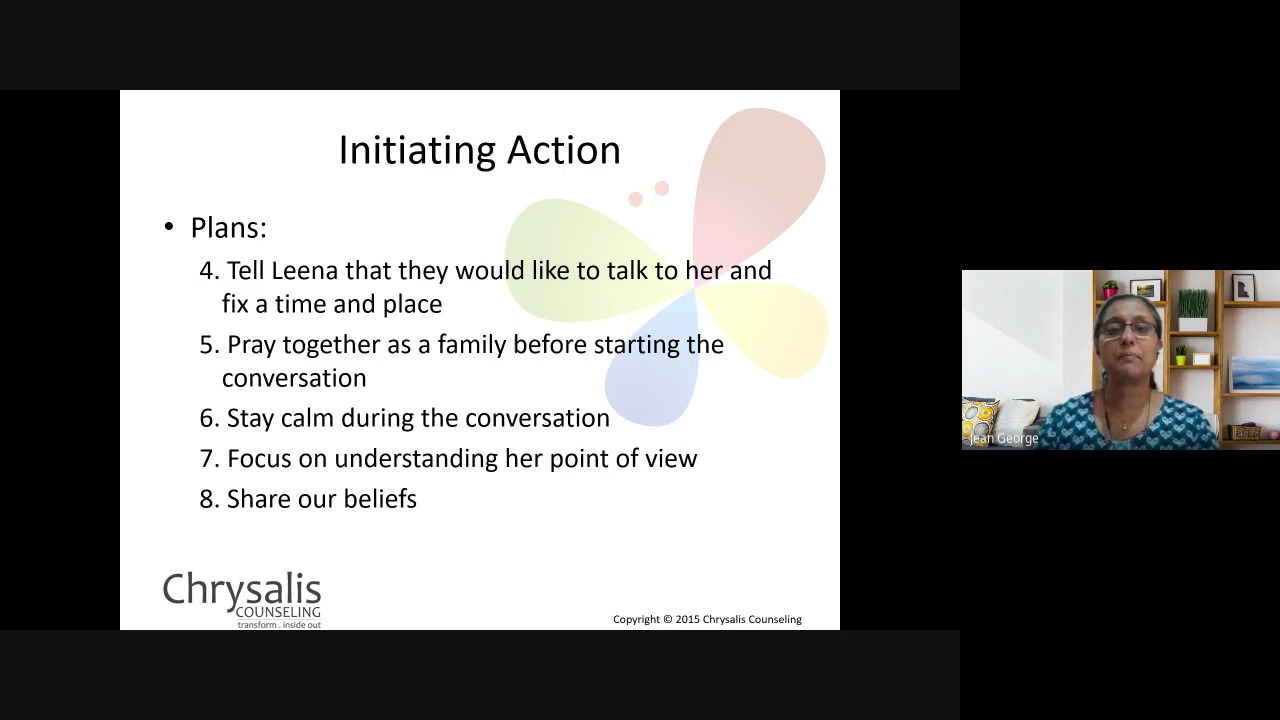 Initiating Action
• Plans:
4. Tell Leena that they would like to talk to her and
fix a time and place
5. Pray together as a family before starting the
conversation
6. Stay calm during the conversation
7. Focus on understanding her point of view
8. Share our beliefs
Chrysalis
COUNSELING
transform . inside out
Copyright © 2015 Chrysalis Counseling
Jean George